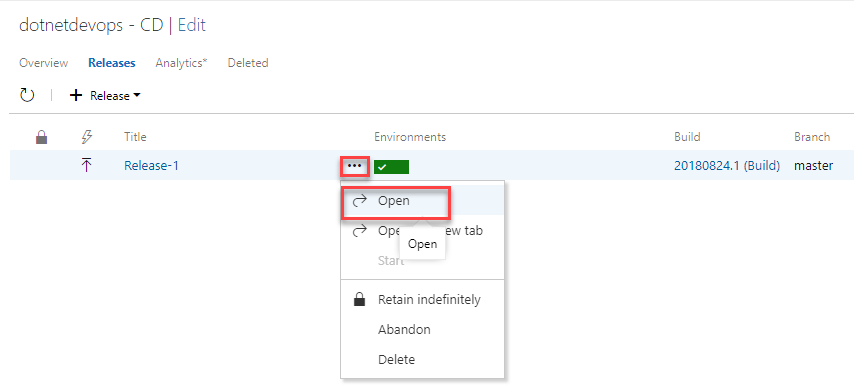 dotnetdevops - CD | Edit
Overview Releases Analytics* Deleted
+ Release
Title Environments Build Branch
Release-1 ... 20180824.1 (Build) master
Open
Ope ew tab
Open
Start
Retain indefinitely
Abandon
Delete